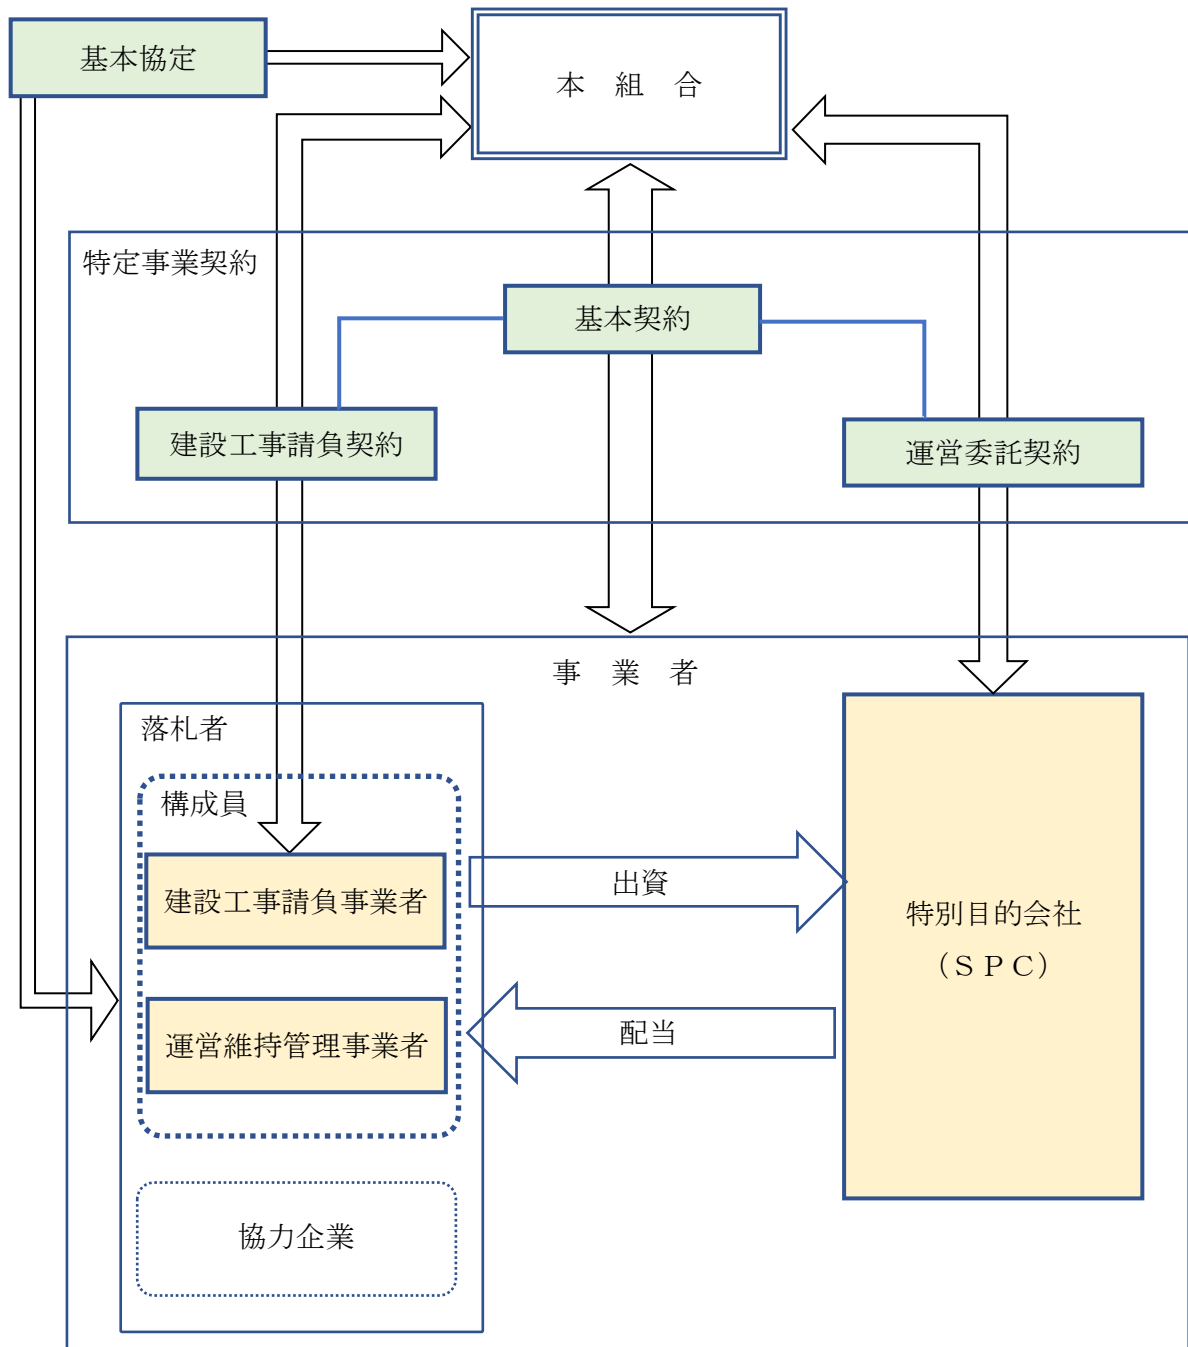 基本協定
本　組　合
特定事業契約
基本契約
建設工事請負契約
運営委託契約
事　業　者
落札者
構成員
建設工事請負事業者
出資
特別目的会社
（ＳＰＣ）
運営維持管理事業者
配当
協力企業